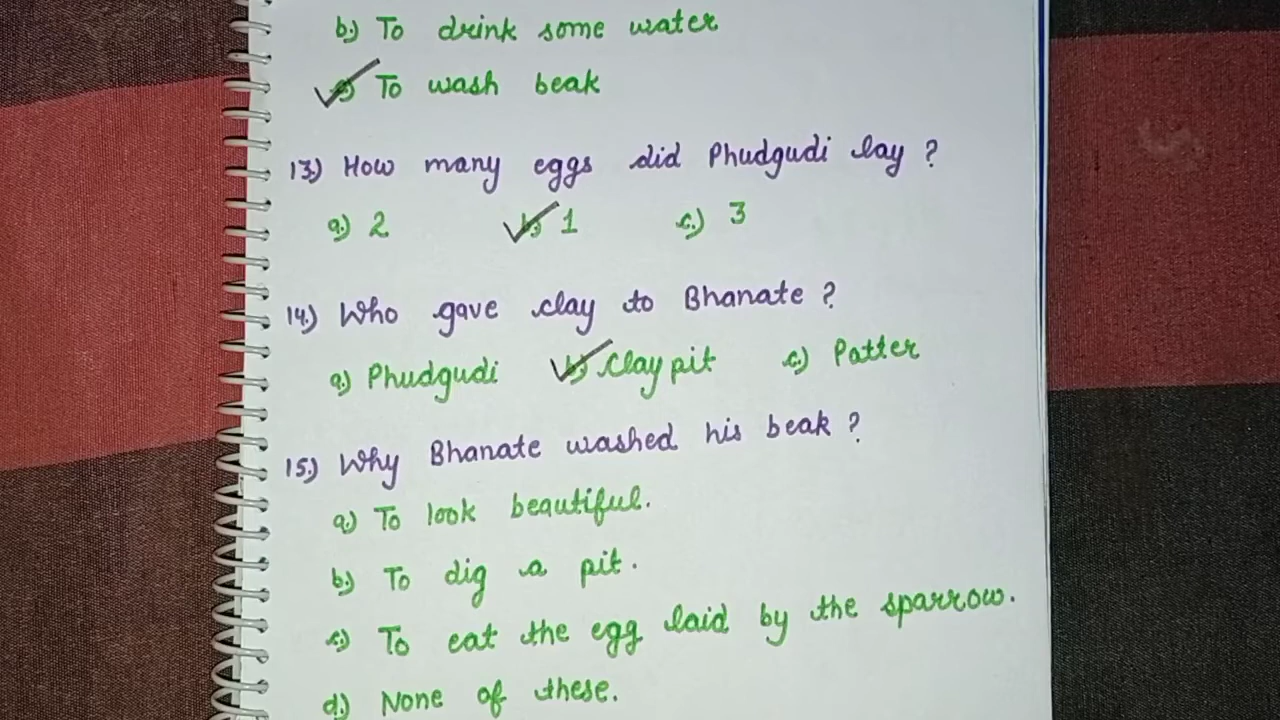 b.) To drink some water
c.) To wash beak
13.) How many eggs did Phudgudi lay ?
a.) 2 b.) 1 c.) 3
14.) Who gave clay to Bhanate ?
a.) Phudgudi b.) Clay pit c.) Potter
15.) Why Bhanate washed his beak ?
a.) To look beautiful.
b.) To dig a pit.
c.) To eat the egg laid by the sparrow.
d.) None of these.